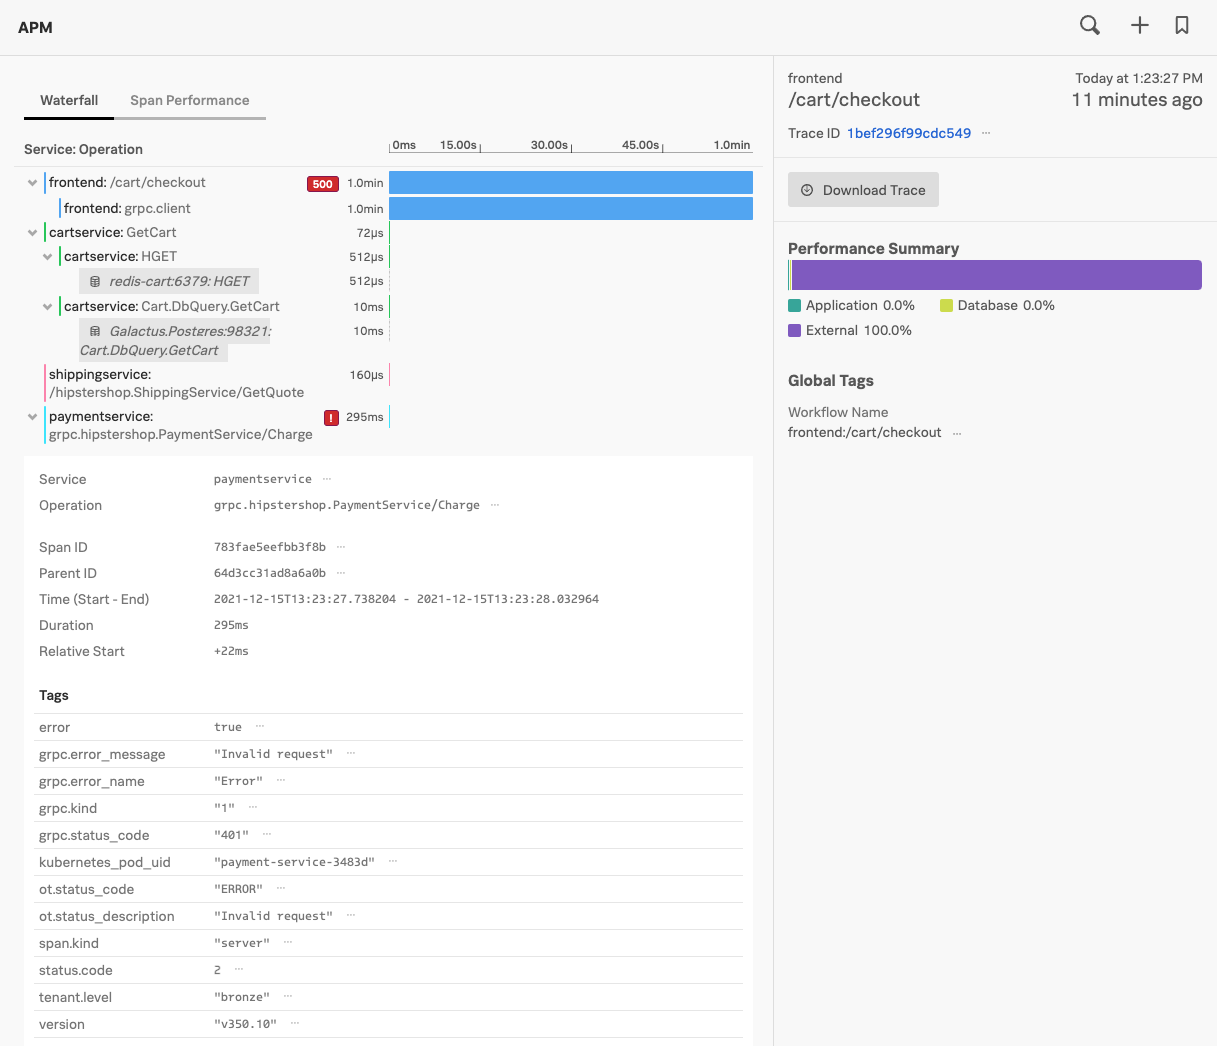 APM
Waterfall
Span Performance
Service: Operation
0ms 15.00s 30.00s 45.00s 1.0min
frontend: /cart/checkout 500 1.0min
frontend: grpc.client 1.0min
cartservice: GetCart 72µs
cartservice: HGET 512µs
redis-cart:6379: HGET 512µs
cartservice: Cart.DbQuery.GetCart 10ms
Galactus.Postgres:98321: 10ms
Cart.DbQuery.GetCart
shippingservice: 160µs
/hipstershop.ShippingService/GetQuote
paymentservice: ! 295ms
grpc.hipstershop.PaymentService/Charge
Service paymentservice ...
Operation grpc.hipstershop.PaymentService/Charge ...
Span ID 783fae5eefbb3f8b ...
Parent ID 64d3cc31ad8a6a0b ...
Time (Start - End) 2021-12-15T13:23:27.738204 - 2021-12-15T13:23:28.032964
Duration 295ms
Relative Start +22ms
Tags
error true ...
grpc.error_message "Invalid request" ...
grpc.error_name "Error" ...
grpc.kind "1" ...
grpc.status_code "401" ...
kubernetes_pod_uid "payment-service-3483d" ...
ot.status_code "ERROR" ...
ot.status_description "Invalid request" ...
span.kind "server" ...
status.code 2 ...
tenant.level "bronze" ...
version "v350.10" ...
frontend Today at 1:23:27 PM
/cart/checkout 11 minutes ago
Trace ID 1bef296f99cdc549 ...
Download Trace
Performance Summary
Application 0.0% Database 0.0%
External 100.0%
Global Tags
Workflow Name
frontend:/cart/checkout ...